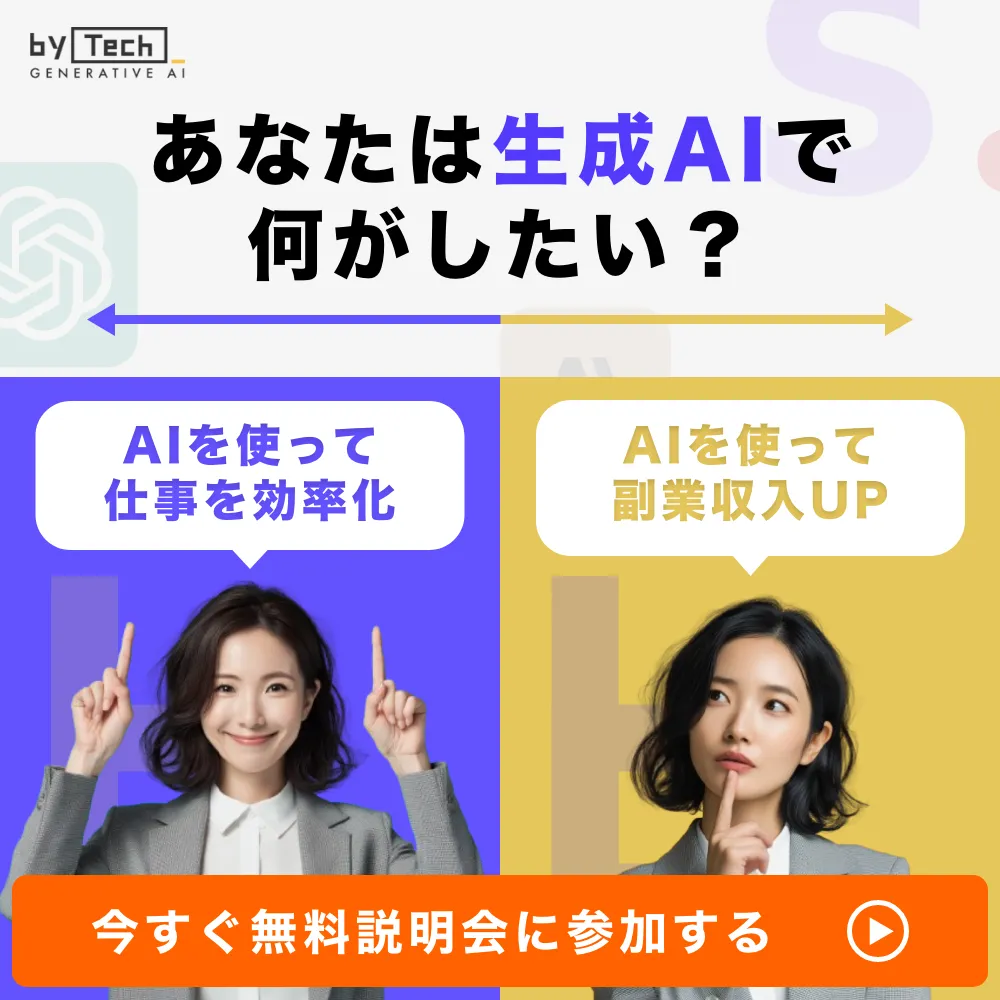 by Tech_
GENERATIVE AI
あなたは生成AIで
何がしたい？
AIを使って
仕事を効率化
AIを使って
副業収入UP
今すぐ無料説明会に参加する